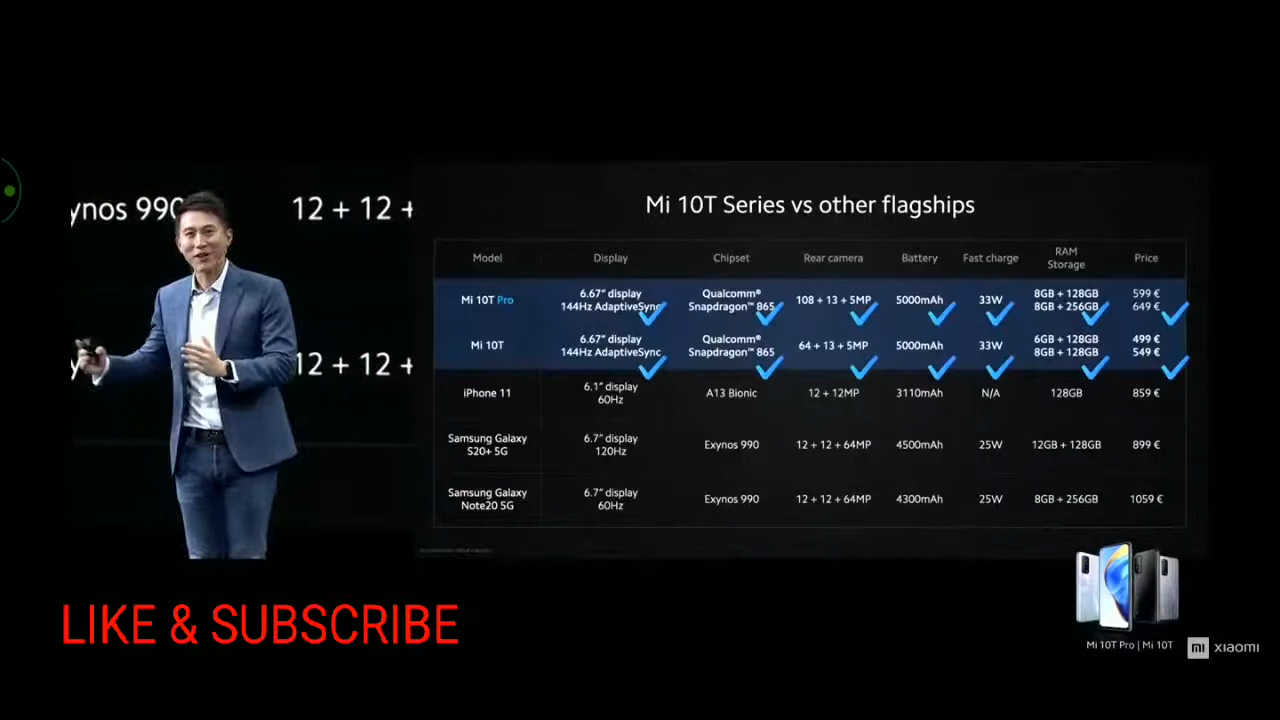 ynos 990
12 + 12 +
12 + 12 +
Mi 10T Series vs other flagships
Model Display Chipset Rear camera Battery Fast charge RAM Storage Price
Mi 10T Pro 6.67" display 144Hz AdaptiveSync Qualcomm® Snapdragon™ 865 108 + 13 + 5MP 5000mAh 33W 8GB + 128GB 8GB + 256GB 599 € 649 €
Mi 10T 6.67" display 144Hz AdaptiveSync Qualcomm® Snapdragon™ 865 64 + 13 + 5MP 5000mAh 33W 6GB + 128GB 8GB + 128GB 499 € 549 €
iPhone 11 6.1" display 60Hz A13 Bionic 12 + 12MP 3110mAh N/A 128GB 859 €
Samsung Galaxy S20+ 5G 6.7" display 120Hz Exynos 990 12 + 12 + 64MP 4500mAh 25W 12GB + 128GB 899 €
Samsung Galaxy Note20 5G 6.7" display 60Hz Exynos 990 12 + 12 + 64MP 4300mAh 25W 8GB + 256GB 1059 €
LIKE & SUBSCRIBE
Mi 10T Pro | Mi 10T
mi xiaomi